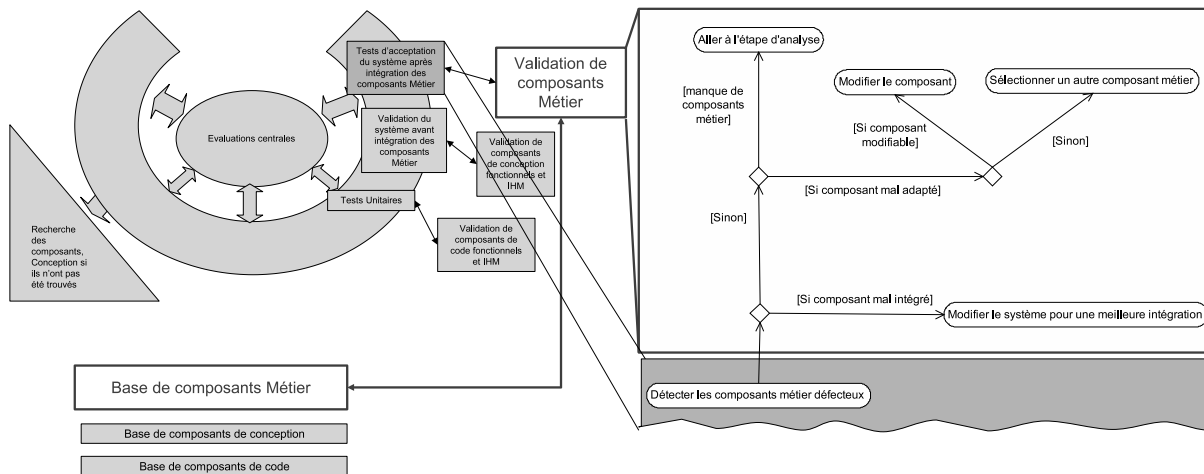 Tests d'acceptation
du système après
intégration des
composants Métier
Validation de
composants
Métier
Evaluations centrales
Validation du
système avant
intégration des
composants
Métier
Validation de
composants
de conception
fonctionnels et
IHM
Tests Unitaires
Validation de
composants de
code fonctionnels
et IHM
Recherche
des
composants,
Conception si
ils n'ont pas
été trouvés
Base de composants Métier
Base de composants de conception
Base de composants de code
Aller à l'étape d'analyse
Modifier le composant
Sélectionner un autre composant métier
[manque de
composants
métier]
[Si composant
modifiable]
[Sinon]
[Si composant mal adapté]
[Sinon]
[Si composant mal intégré]
Modifier le système pour une meilleure intégration
Détecter les composants métier défecteux